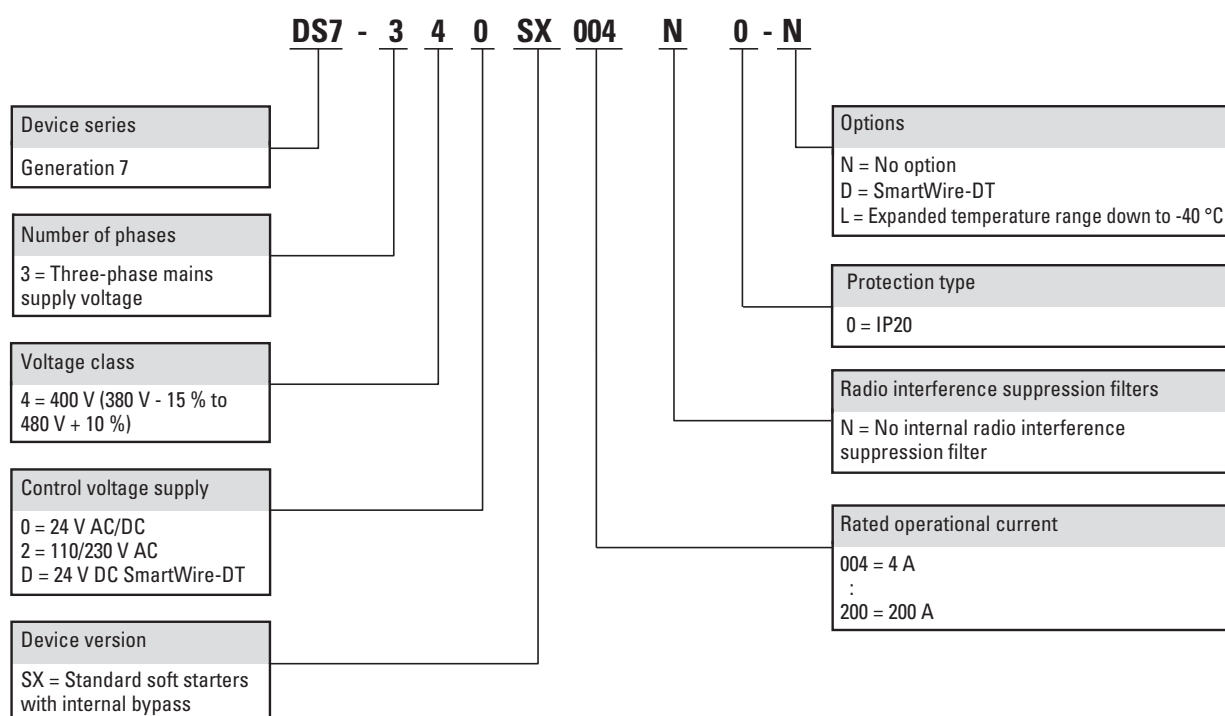 DS7 - 3 4 0 SX 004 N 0 - N
Device series
Generation 7
Number of phases
3 = Three-phase mains
supply voltage
Voltage class
4 = 400 V (380 V - 15 % to
480 V + 10 %)
Control voltage supply
0 = 24 V AC/DC
2 = 110/230 V AC
D = 24 V DC SmartWire-DT
Device version
SX = Standard soft starters
with internal bypass
Options
N = No option
D = SmartWire-DT
L = Expanded temperature range down to -40 °C
Protection type
0 = IP20
Radio interference suppression filters
N = No internal radio interference
suppression filter
Rated operational current
004 = 4 A
:
200 = 200 A